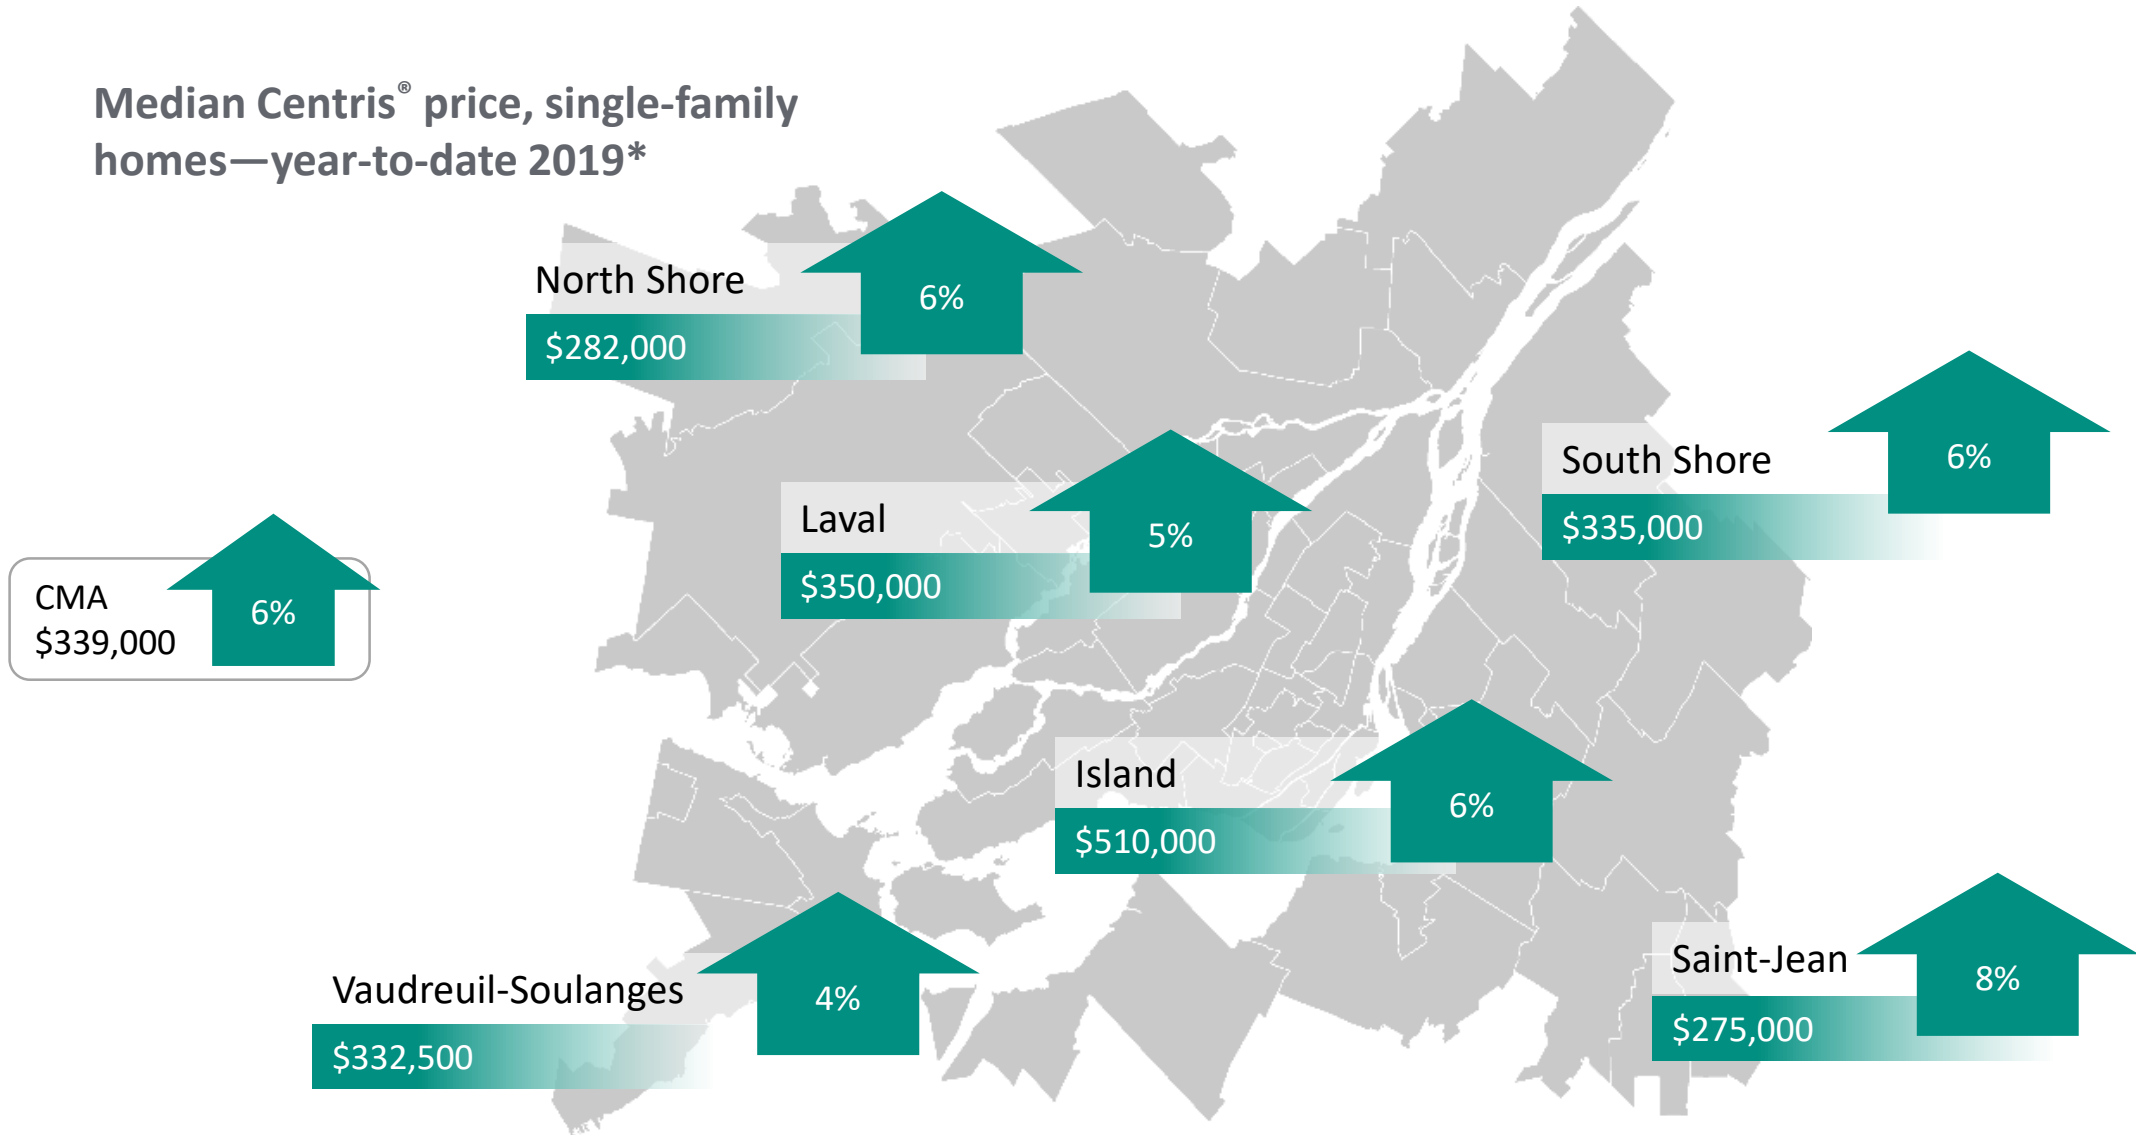 Median Centris® price, single-family
homes—year-to-date 2019*
North Shore
6%
$282,000
South Shore
6%
$335,000
Laval
5%
$350,000
CMA
$339,000
6%
Island
6%
$510,000
Saint-Jean
8%
$275,000
Vaudreuil-Soulanges
4%
$332,500